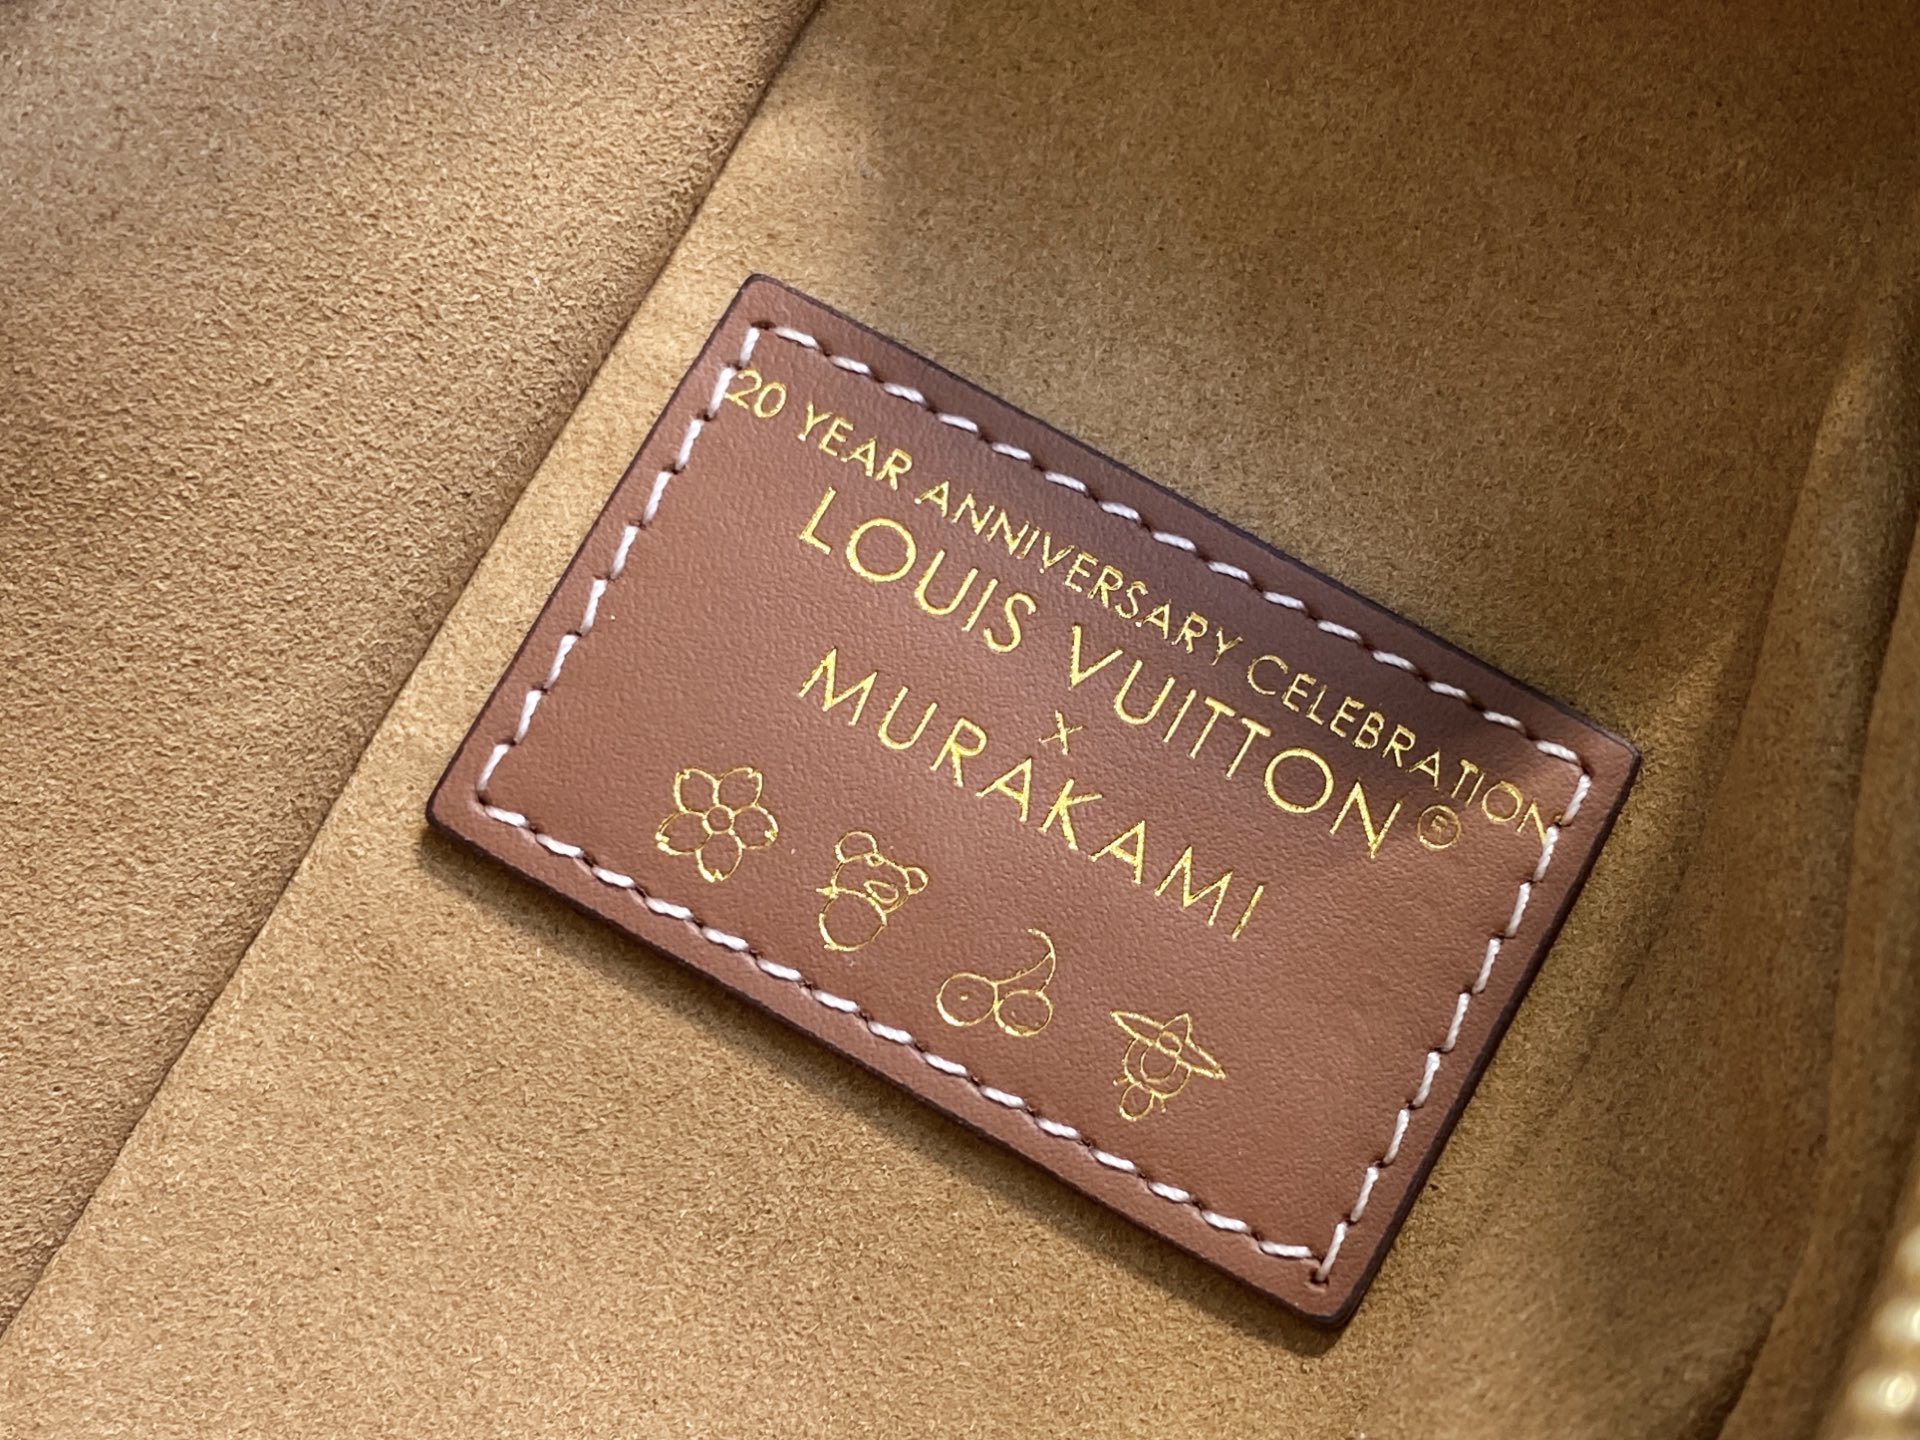 20 YEAR ANNIVERSARY CELEBRATION
LOUIS VUITTON ®
×
MURAKAMI